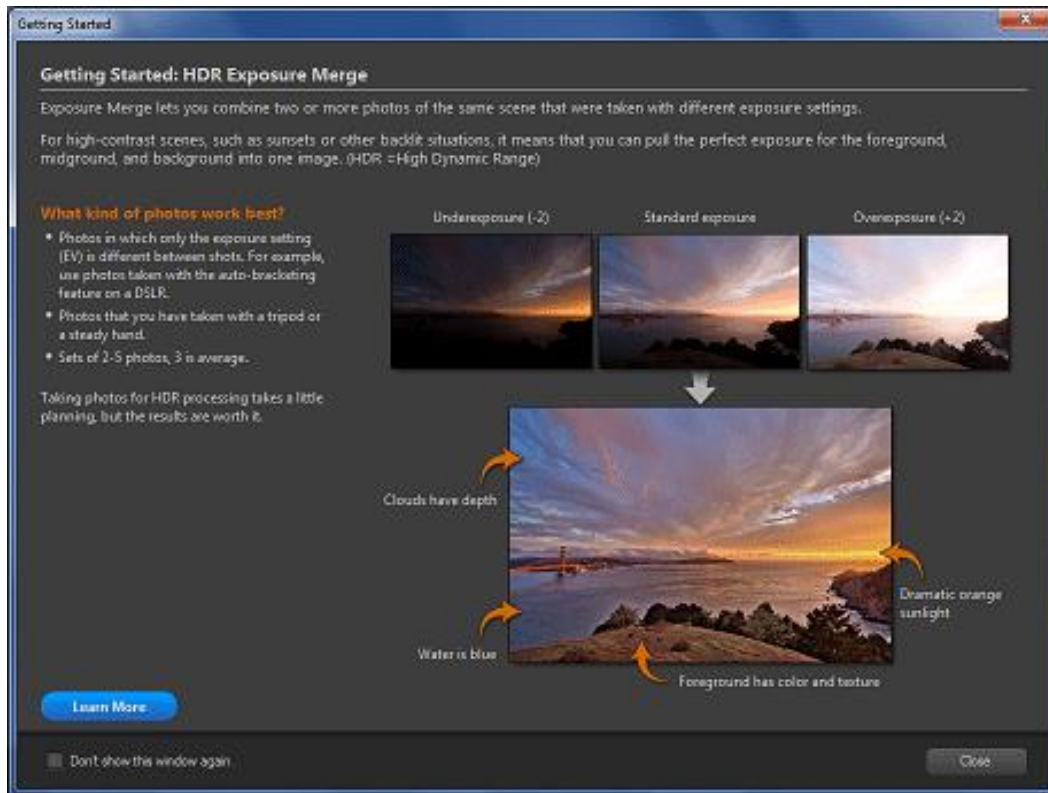 Getting Started
Getting Started: HDR Exposure Merge
Exposure Merge lets you combine two or more photos of the same scene that were taken with different exposure settings.
For high-contrast scenes, such as sunsets or other backlit situations, it means that you can pull the perfect exposure for the foreground,
midground, and background into one image. (HDR =High Dynamic Range)
What kind of photos work best?
• Photos in which only the exposure setting
(EV) is different between shots. For example,
use photos taken with the auto-bracketing
feature on a DSLR.
• Photos that you have taken with a tripod or
a steady hand.
• Sets of 2-5 photos, 3 is average.
Taking photos for HDR processing takes a little
planning, but the results are worth it.
Underexposure (-2)
Standard exposure
Overexposure (+2)
Clouds have depth
Dramatic orange
sunlight
Water is blue
Foreground has color and texture
Learn More
Don't show this window again
Close